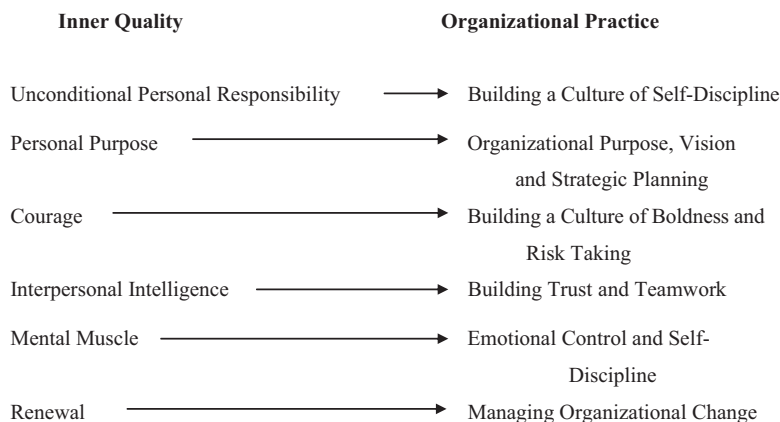 Inner Quality Organizational Practice
Unconditional Personal Responsibility Building a Culture of Self-Discipline
Personal Purpose Organizational Purpose, Vision
and Strategic Planning
Courage Building a Culture of Boldness and
Risk Taking
Interpersonal Intelligence Building Trust and Teamwork
Mental Muscle Emotional Control and Self-
Discipline
Renewal Managing Organizational Change